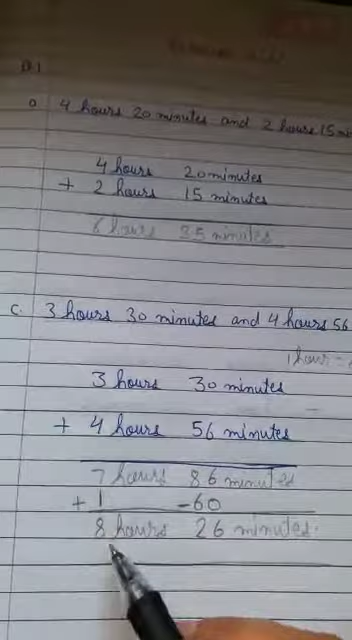 Q.1
a 4 hours 20 minutes and 2 hours 15
4 hours 20 minutes
+ 2 hours 15 minutes
6 hours 35 minutes
c. 3 hours 30 minutes and 4 hours 56
1 hour =
3 hours 30 minutes
+ 4 hours 56 minutes
7 hours 86 minutes
+ 1 -60
8 hours 26 minutes.